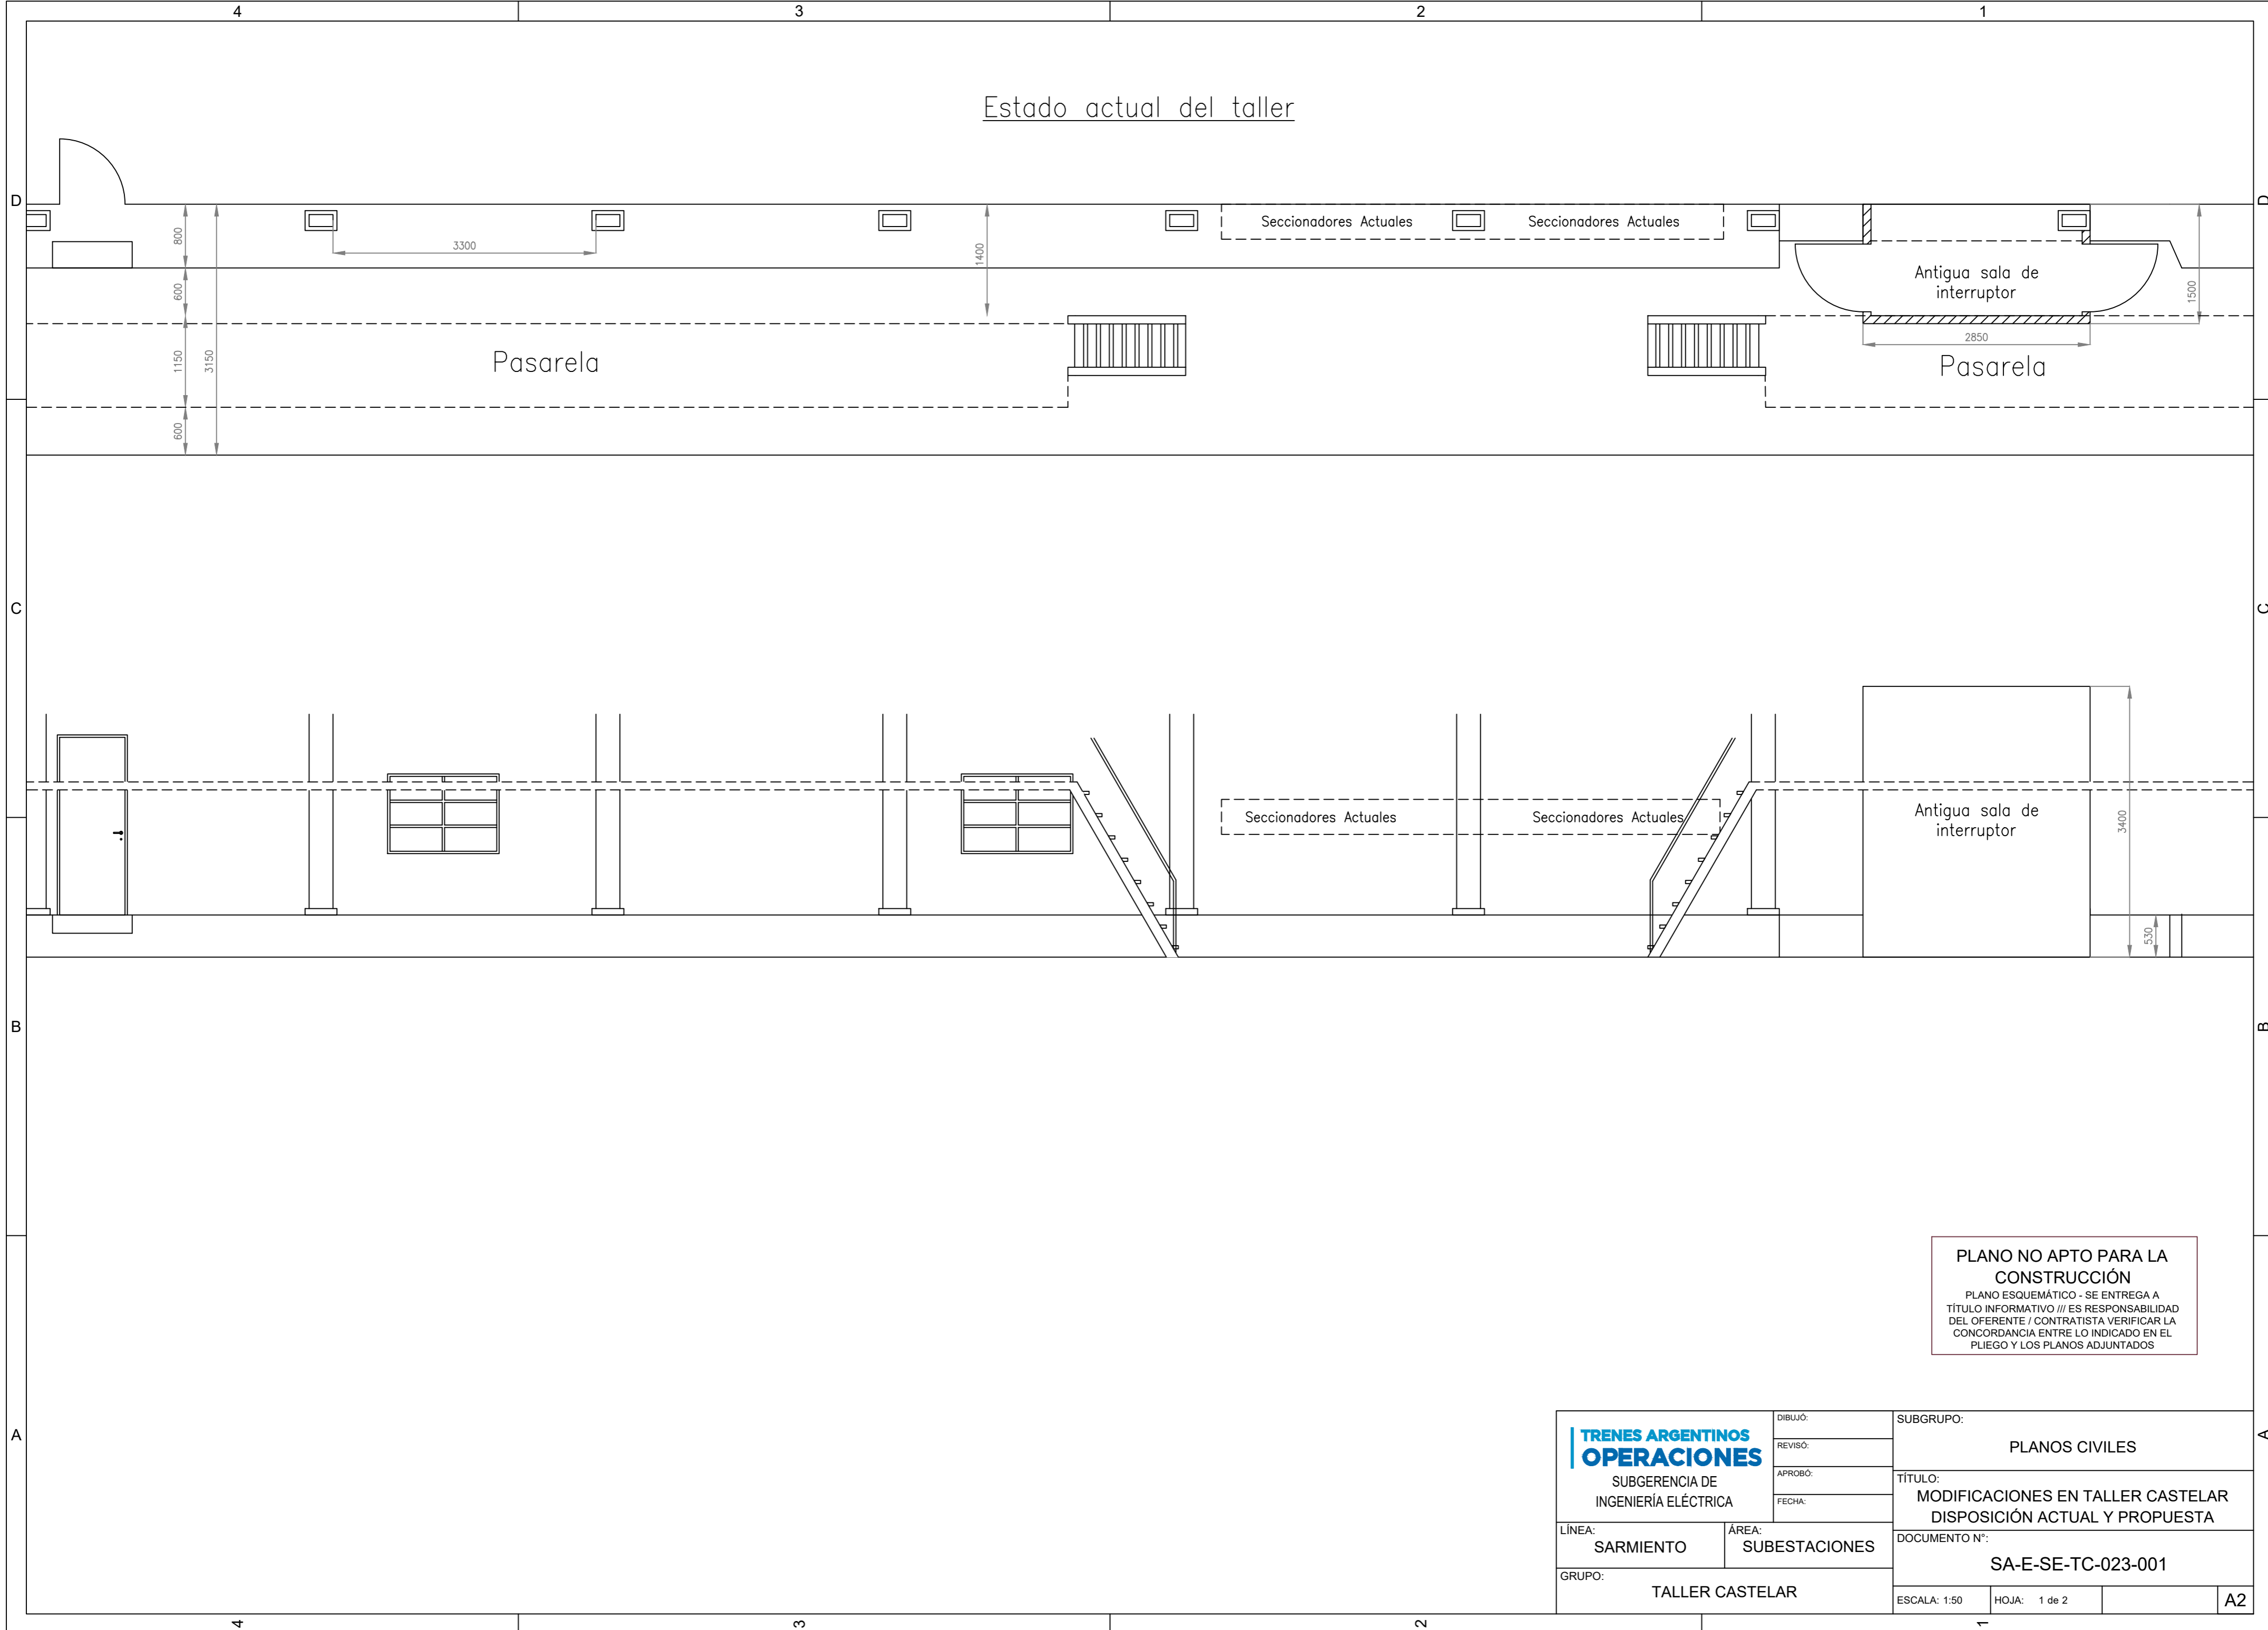 4 3 2 1
Estado actual del taller
D D
Seccionadores Actuales Seccionadores Actuales
800
3300
1400
600
Antigua sala de
interruptor
1500
2850
1150
3150
Pasarela
Pasarela
600
C C
Seccionadores Actuales Seccionadores Actuales
Antigua sala de
interruptor
3400
530
B B
PLANO NO APTO PARA LA
CONSTRUCCIÓN
PLANO ESQUEMÁTICO - SE ENTREGA A
TÍTULO INFORMATIVO /// ES RESPONSABILIDAD
DEL OFERENTE / CONTRATISTA VERIFICAR LA
CONCORDANCIA ENTRE LO INDICADO EN EL
PLIEGO Y LOS PLANOS ADJUNTADOS
A A
TRENES ARGENTINOS
OPERACIONES
SUBGERENCIA DE
INGENIERÍA ELÉCTRICA
DIBUJÓ:
REVISÓ:
APROBÓ:
FECHA:
SUBGRUPO:
PLANOS CIVILES
TÍTULO:
MODIFICACIONES EN TALLER CASTELAR
DISPOSICIÓN ACTUAL Y PROPUESTA
LÍNEA:
SARMIENTO
ÁREA:
SUBESTACIONES
DOCUMENTO N°:
SA-E-SE-TC-023-001
GRUPO:
TALLER CASTELAR
ESCALA: 1:50
HOJA: 1 de 2
A2
4 3 2 1